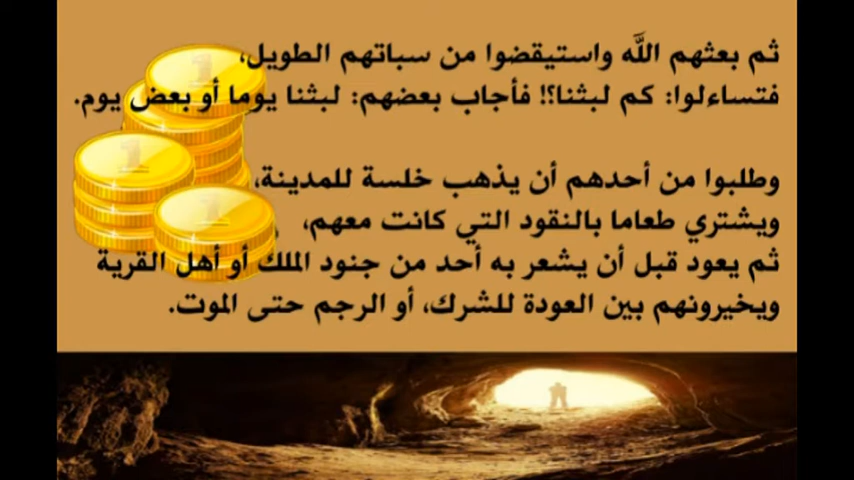 ثم بعثهم اللَّه واستيقضوا من سباتهم الطويل،
فتساءلوا: كم لبثنا؟! فأجاب بعضهم: لبثنا يوما أو بعض يوم.
وطلبوا من أحدهم أن يذهب خلسة للمدينة،
ويشتري طعاما بالنقود التي كانت معهم،
ثم يعود قبل أن يشعر به أحد من جنود الملك أو أهل القرية
ويخيرونهم بين العودة للشرك، أو الرجم حتى الموت.